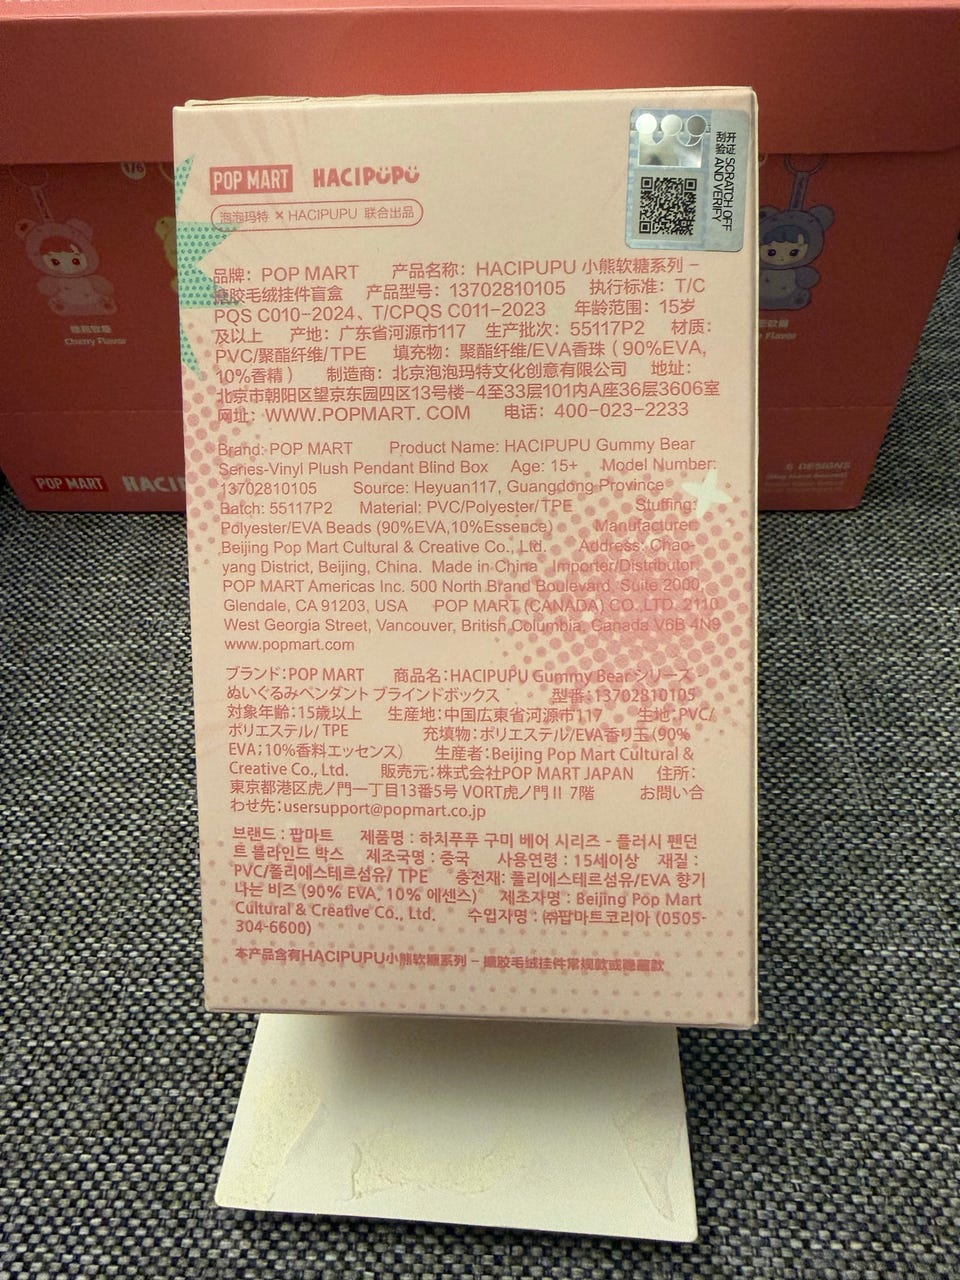 POP MART HACIPUPU
泡泡玛特 × HACIPUPU 联合出品
刮开验证 SCRATCH OFF AND VERIFY
品牌：POP MART 产品名称：HACIPUPU 小熊软糖系列－
搪胶毛绒挂件盲盒 产品型号：13702810105 执行标准：T/C
PQS C010-2024、T/CPQS C011-2023 年龄范围：15岁
及以上 产地：广东省河源市117 生产批次：55117P2 材质：
PVC/聚酯纤维/TPE 填充物：聚酯纤维/EVA香珠（90%EVA,
10%香精） 制造商：北京泡泡玛特文化创意有限公司 地址：
北京市朝阳区望京东园四区13号楼-4至33层101内A座36层3606室
网址：WWW.POPMART.COM 电话：400-023-2233
Brand: POP MART Product Name: HACIPUPU Gummy Bear
Series-Vinyl Plush Pendant Blind Box Age: 15+ Model Number:
13702810105 Source: Heyuan117, Guangdong Province
Batch: 55117P2 Material: PVC/Polyester/TPE Stuffing:
Polyester/EVA Beads (90%EVA,10%Essence) Manufacturer:
Beijing Pop Mart Cultural & Creative Co., Ltd. Address: Chao-
yang District, Beijing, China. Made in China Importer/Distributor:
POP MART Americas Inc. 500 North Brand Boulevard, Suite 2000,
Glendale, CA 91203, USA POP MART (CANADA) CO.,LTD. 2110
West Georgia Street, Vancouver, British Columbia, Canada V6B 4N9
www.popmart.com
ブランド：POP MART 商品名：HACIPUPU Gummy Bear シリーズ
ぬいぐるみペンダント ブラインドボックス 型番：13702810105
対象年齢：15歳以上 生産地：中国広東省河源市117 生地：PVC/
ポリエステル/ TPE 充填物：ポリエステル/EVA香り玉（90%
EVA；10%香料エッセンス） 生産者：Beijing Pop Mart Cultural &
Creative Co., Ltd. 販売元：株式会社POP MART JAPAN 住所：
東京都港区虎ノ門一丁目13番5号 VORT虎ノ門Ⅱ 7階 お問い合
わせ先：usersupport@popmart.co.jp
브랜드 : 팝마트 제품명 : 하치푸푸 구미 베어 시리즈 - 플러시 펜던
트 블라인드 박스 제조국명 : 중국 사용연령 : 15세이상 재질 :
PVC/폴리에스테르섬유/ TPE 충전재: 폴리에스테르섬유/EVA 향기
나는 비즈 (90% EVA, 10% 에센스) 제조자명 : Beijing Pop Mart
Cultural & Creative Co., Ltd. 수입자명 : ㈜팝마트코리아 (0505-
304-6600)
本产品含有HACIPUPU小熊软糖系列－搪胶毛绒挂件常规款或隐藏款
1/6
Cherry Flavor
Flavor
POP MART HACIP
6 DESIGNS